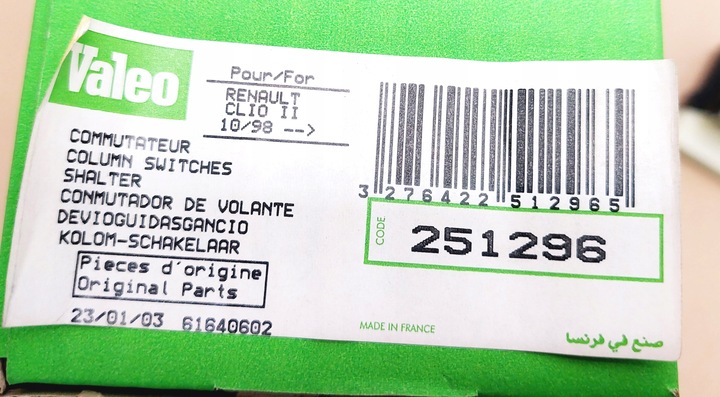 Valeo
Pour/For
RENAULT
CLIO II
10/98 -->
COMMUTATEUR
COLUMN SWITCHES
SHALTER
CONMUTADOR DE VOLANTE
DEVIOGUIDASGANCIO
KOLOM-SCHAKELAAR
Pieces d'origine
Original Parts
23/01/03 61640602
3 276422 512965
CODE
251296
MADE IN FRANCE
صنع في فرنسا